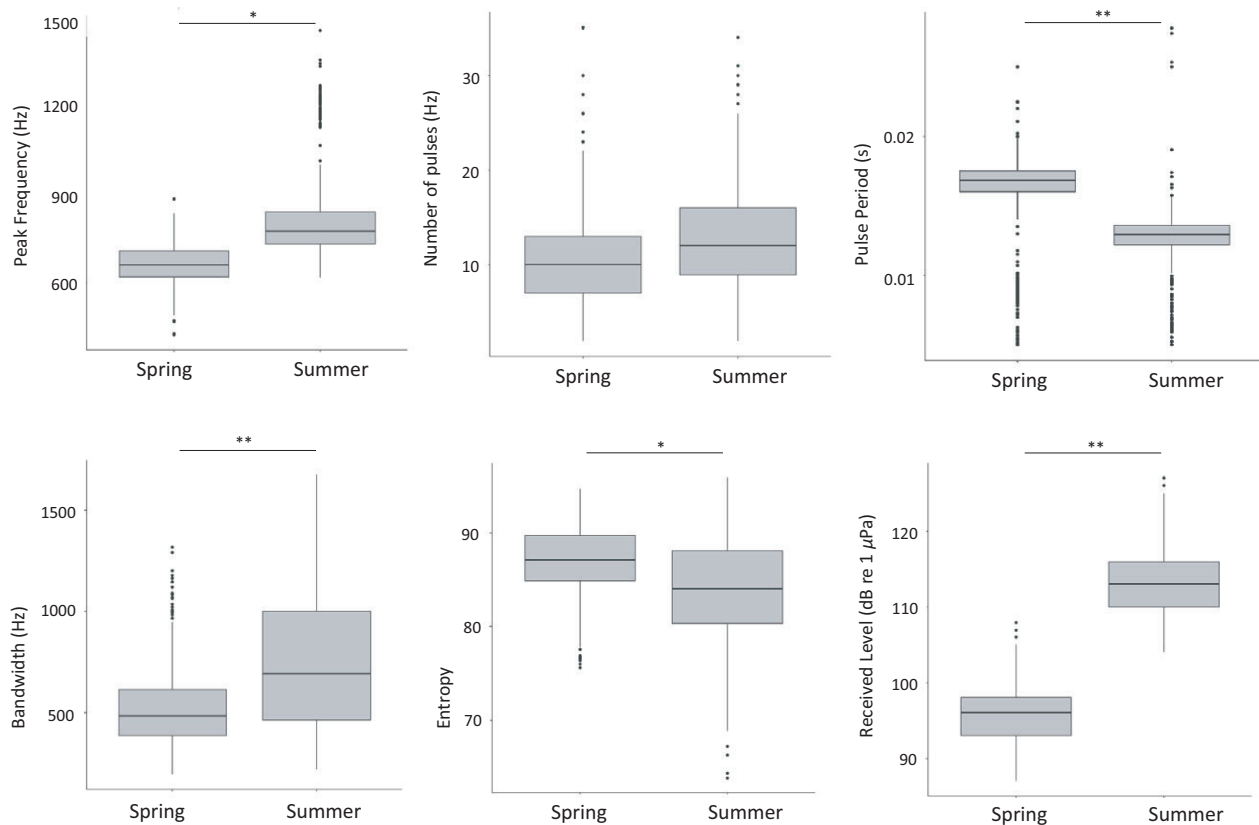 Peak Frequency (Hz)
1500
1200
900
600
*
Spring
Summer
Number of pulses (Hz)
30
20
10
Spring
Summer
Pulse Period (s)
0.02
0.01
**
Spring
Summer
Bandwidth (Hz)
1500
1000
500
**
Spring
Summer
Entropy
90
80
70
*
Spring
Summer
Received Level (dB re 1 µPa)
120
110
100
90
**
Spring
Summer